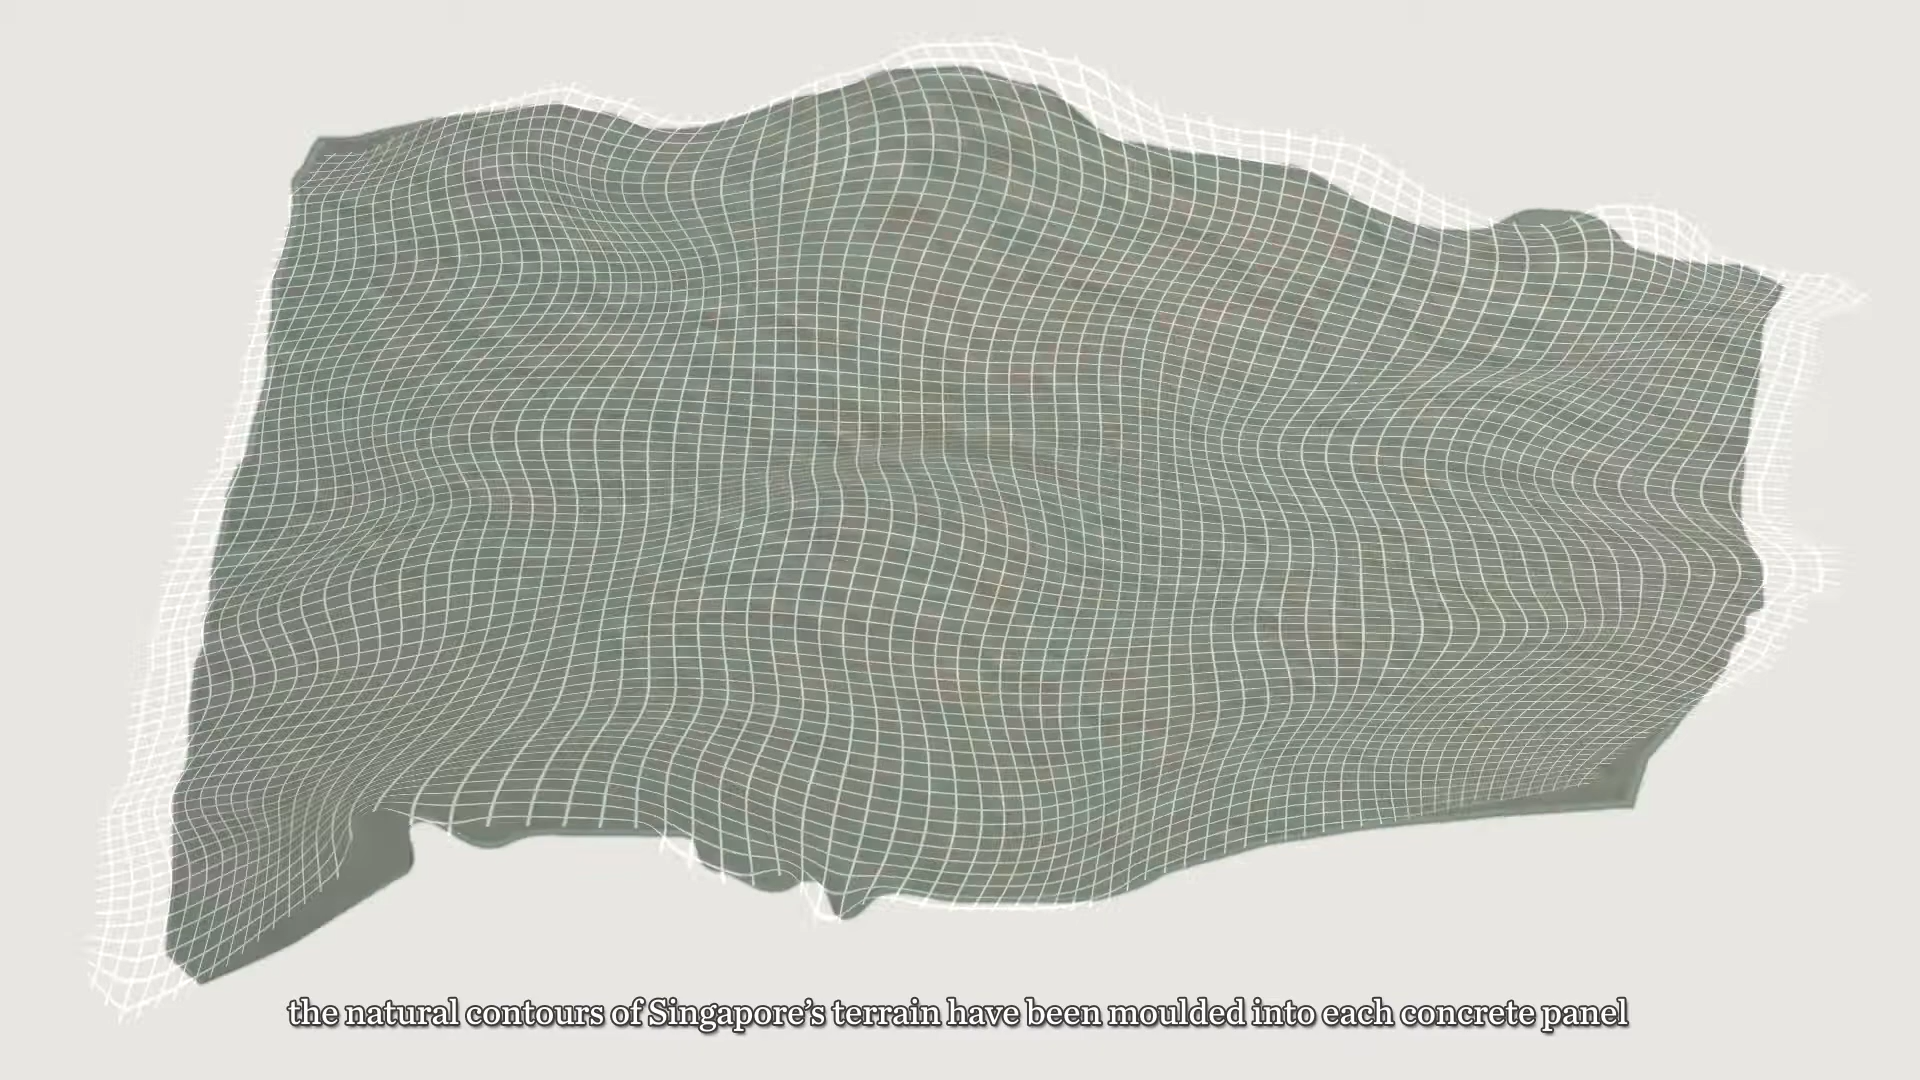 the natural contours of Singapore's terrain have been moulded into each concrete panel